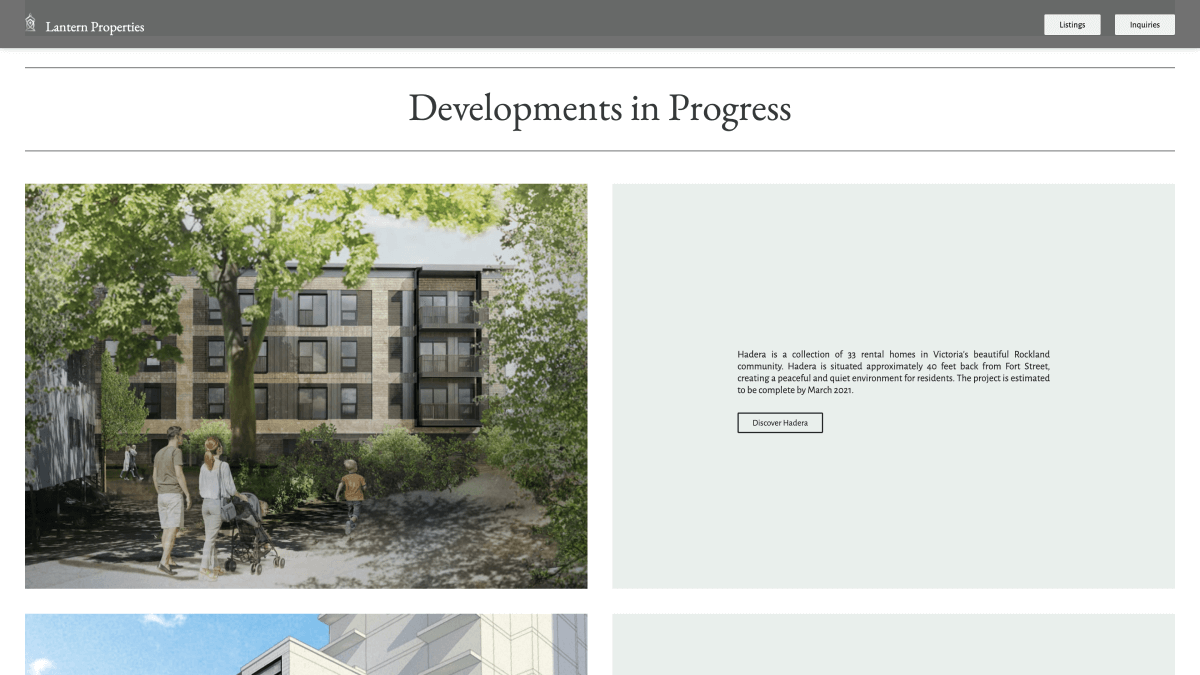 Lantern Properties
Listings
Inquiries
Developments in Progress
Hadera is a collection of 33 rental homes in Victoria's beautiful Rockland
community. Hadera is situated approximately 40 feet back from Fort Street,
creating a peaceful and quiet environment for residents. The project is estimated
to be complete by March 2021.
Discover Hadera